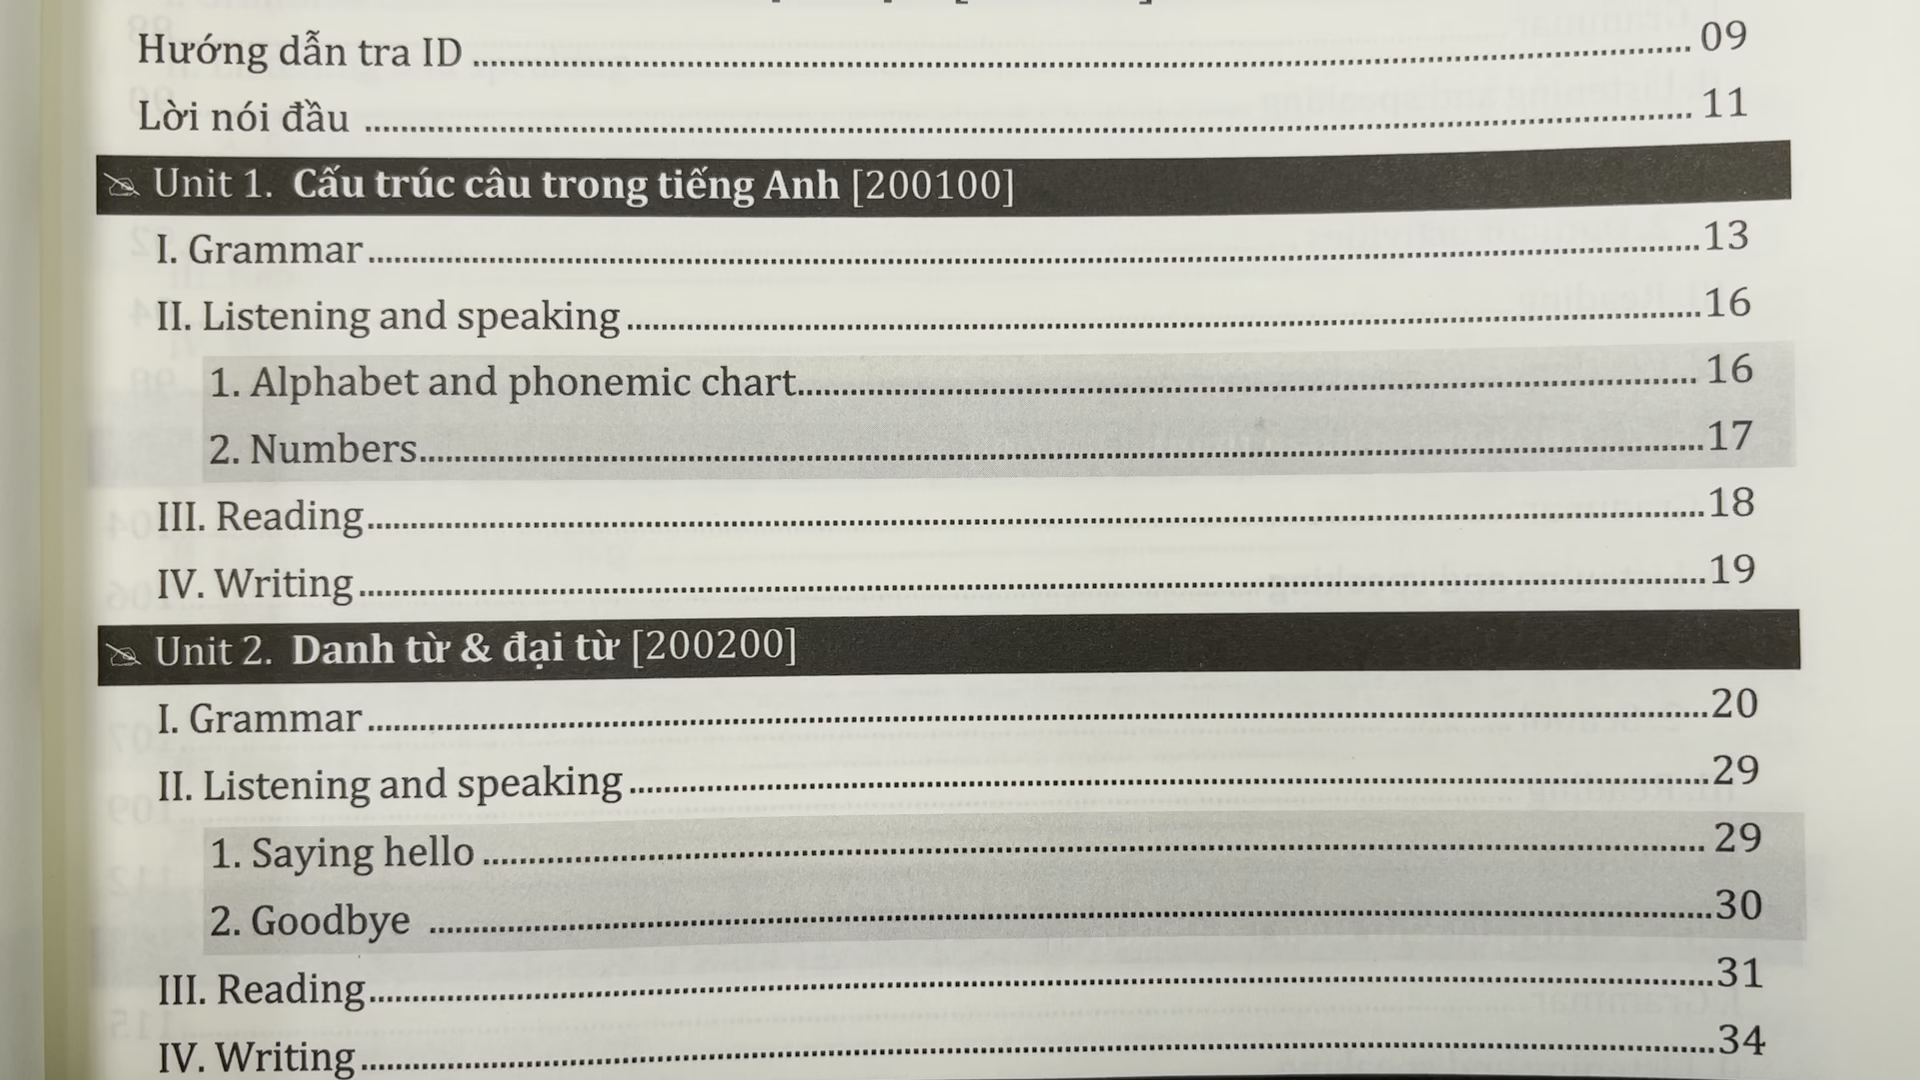 Hướng dẫn tra ID ........ 09
Lời nói đầu ........ 11
Unit 1. Cấu trúc câu trong tiếng Anh [200100]
I. Grammar ........ 13
II. Listening and speaking ........ 16
1. Alphabet and phonemic chart ........ 16
2. Numbers ........ 17
III. Reading ........ 18
IV. Writing ........ 19
Unit 2. Danh từ & đại từ [200200]
I. Grammar ........ 20
II. Listening and speaking ........ 29
1. Saying hello ........ 29
2. Goodbye ........ 30
III. Reading ........ 31
IV. Writing ........ 34